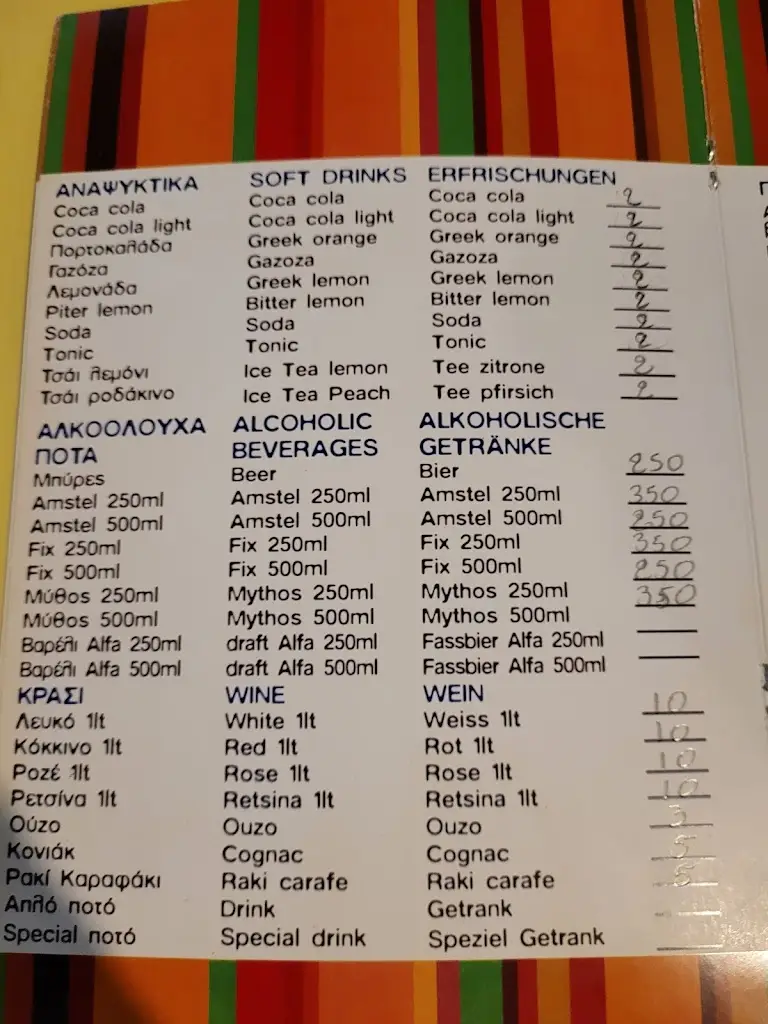 ΑΝΑΨΥΚΤΙΚΑ SOFT DRINKS ERFRISCHUNGEN
Coca cola Coca cola Coca cola 2
Coca cola light Coca cola light Coca cola light 2
Πορτοκαλάδα Greek orange Greek orange 2
Γαζόζα Gazoza Gazoza 2
Λεμονάδα Greek lemon Greek lemon 2
Piter lemon Bitter lemon Bitter lemon 2
Soda Soda Soda 2
Tonic Tonic Tonic 2
Τσάι λεμόνι Ice Tea lemon Tee zitrone 2
Τσάι ροδάκινο Ice Tea Peach Tee pfirsich 2
ΑΛΚΟΟΛΟΥΧΑ ALCOHOLIC ALKOHOLISCHE
ΠΟΤΑ BEVERAGES GETRÄNKE
Μπύρες Beer Bier
Amstel 250ml Amstel 250ml Amstel 250ml 250
Amstel 500ml Amstel 500ml Amstel 500ml 350
Fix 250ml Fix 250ml Fix 250ml 250
Fix 500ml Fix 500ml Fix 500ml 350
Μύθος 250ml Mythos 250ml Mythos 250ml 250
Μύθος 500ml Mythos 500ml Mythos 500ml 350
Βαρέλι Alfa 250ml draft Alfa 250ml Fassbier Alfa 250ml
Βαρέλι Alfa 500ml draft Alfa 500ml Fassbier Alfa 500ml
ΚΡΑΣΙ WINE WEIN
Λευκό 1lt White 1lt Weiss 1lt 10
Κόκκινο 1lt Red 1lt Rot 1lt 10
Ροζέ 1lt Rose 1lt Rose 1lt 10
Ρετσίνα 1lt Retsina 1lt Retsina 1lt 10
Ούζο Ouzo Ouzo 3
Κονιάκ Cognac Cognac 5
Ρακί Καραφάκι Raki carafe Raki carafe
Απλό ποτό Drink Getrank
Special ποτό Special drink Speziel Getrank